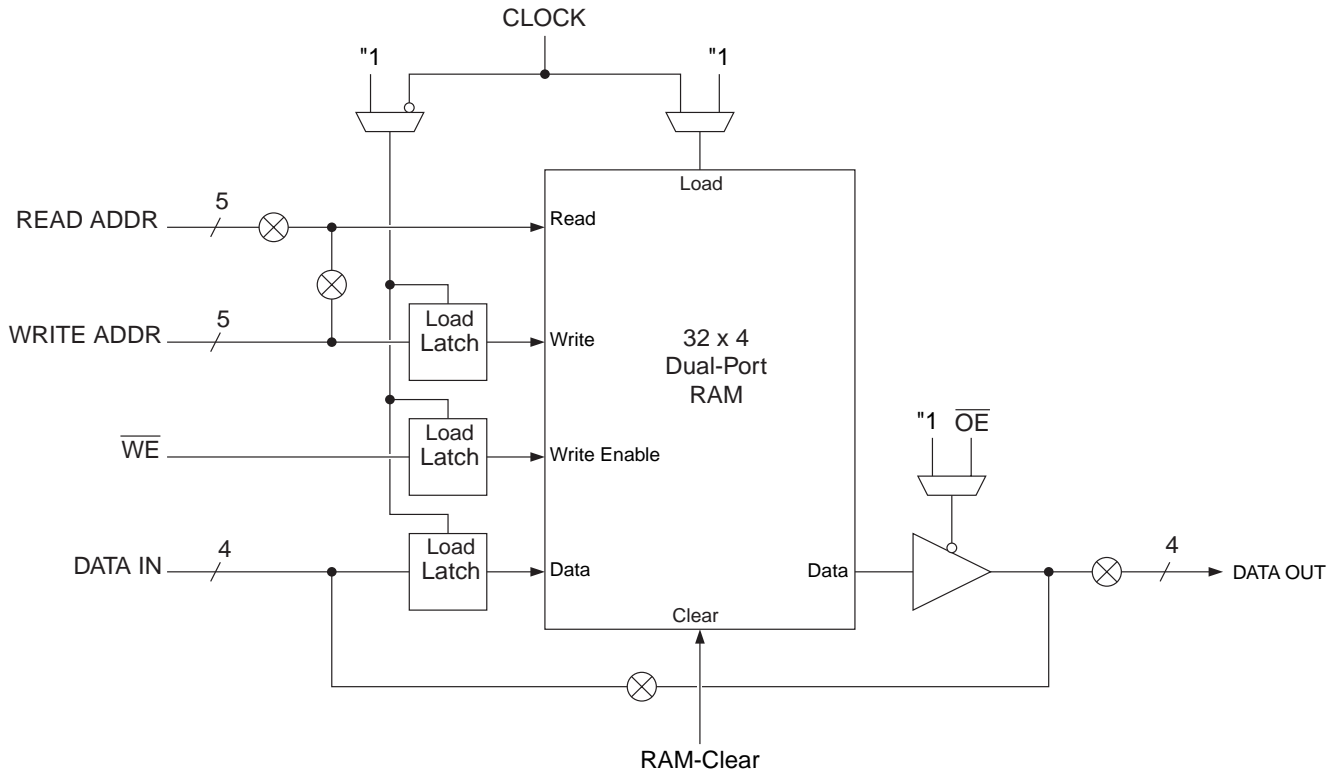 CLOCK
"1
"1
Load
READ ADDR
5
Read
WRITE ADDR
5
Load
Latch
Write
32 x 4
Dual-Port
RAM
WE
Load
Latch
Write Enable
"1
OE
DATA IN
4
Load
Latch
Data
Data
4
DATA OUT
Clear
RAM-Clear